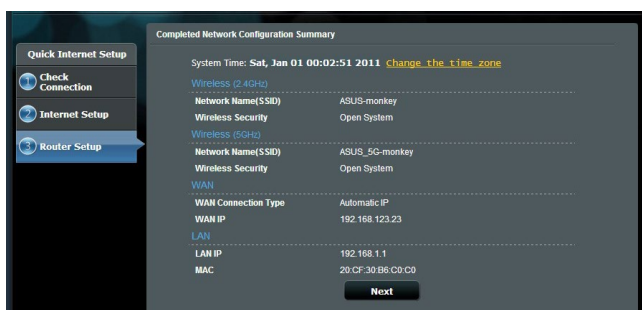 Completed Network Configuration Summary
Quick Internet Setup
1 Check Connection
2 Internet Setup
3 Router Setup
System Time: Sat, Jan 01 00:02:51 2011 Change the time zone
Wireless (2.4GHz)
Network Name(SSID) ASUS-monkey
Wireless Security Open System
Wireless (5GHz)
Network Name(SSID) ASUS_5G-monkey
Wireless Security Open System
WAN
WAN Connection Type Automatic IP
WAN IP 192.168.123.23
LAN
LAN IP 192.168.1.1
MAC 20:CF:30:B6:C0:C0
Next